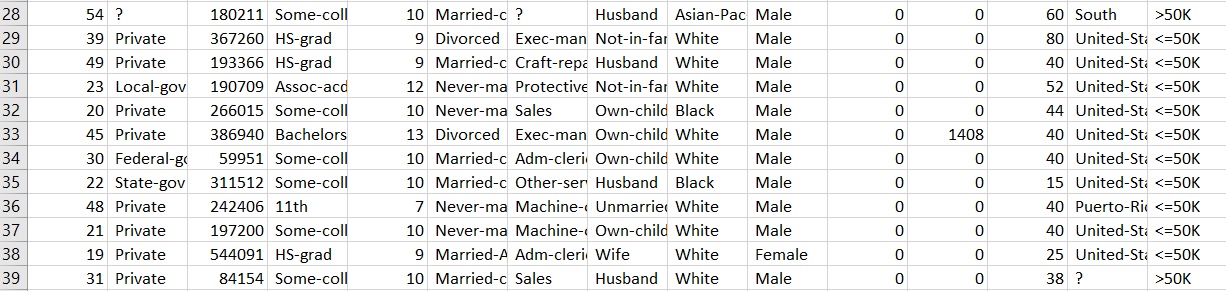 28 54 ? 180211 Some-coll 10 Married-c ? Husband Asian-Pac Male 0 0 60 South >50K
29 39 Private 367260 HS-grad 9 Divorced Exec-man Not-in-far White Male 0 0 80 United-Sta <=50K
30 49 Private 193366 HS-grad 9 Married-c Craft-repa Husband White Male 0 0 40 United-Sta <=50K
31 23 Local-gov 190709 Assoc-acd 12 Never-ma Protective Not-in-far White Male 0 0 52 United-Sta <=50K
32 20 Private 266015 Some-coll 10 Never-ma Sales Own-child Black Male 0 0 44 United-Sta <=50K
33 45 Private 386940 Bachelors 13 Divorced Exec-man Own-child White Male 0 1408 40 United-Sta <=50K
34 30 Federal-go 59951 Some-coll 10 Married-c Adm-cleri Own-child White Male 0 0 40 United-Sta <=50K
35 22 State-gov 311512 Some-coll 10 Married-c Other-ser Husband Black Male 0 0 15 United-Sta <=50K
36 48 Private 242406 11th 7 Never-ma Machine-o Unmarried White Male 0 0 40 Puerto-Ric <=50K
37 21 Private 197200 Some-coll 10 Never-ma Machine-o Own-child White Male 0 0 40 United-Sta <=50K
38 19 Private 544091 HS-grad 9 Married-A Adm-cleri Wife White Female 0 0 25 United-Sta <=50K
39 31 Private 84154 Some-coll 10 Married-c Sales Husband White Male 0 0 38 ? >50K